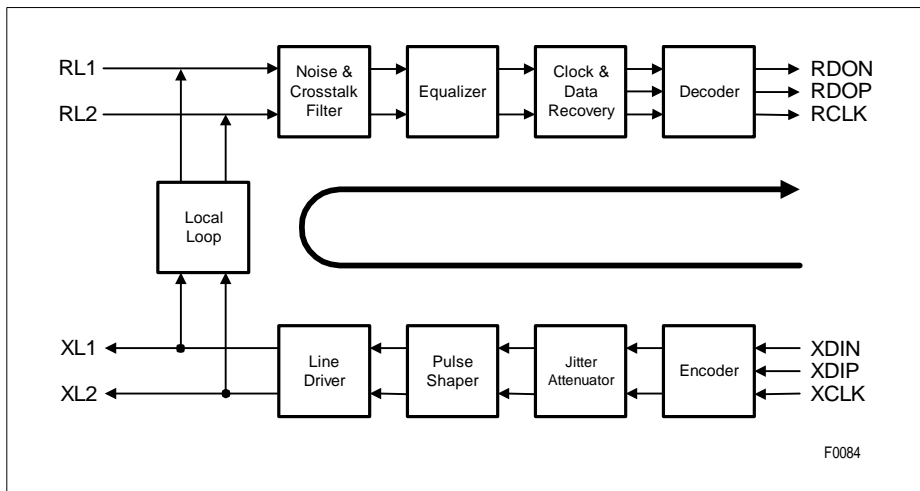 RL1
RL2
Noise &
Crosstalk
Filter
Equalizer
Clock &
Data
Recovery
Decoder
RDON
RDOP
RCLK
Local
Loop
XL1
XL2
Line
Driver
Pulse
Shaper
Jitter
Attenuator
Encoder
XDIN
XDIP
XCLK
F0084